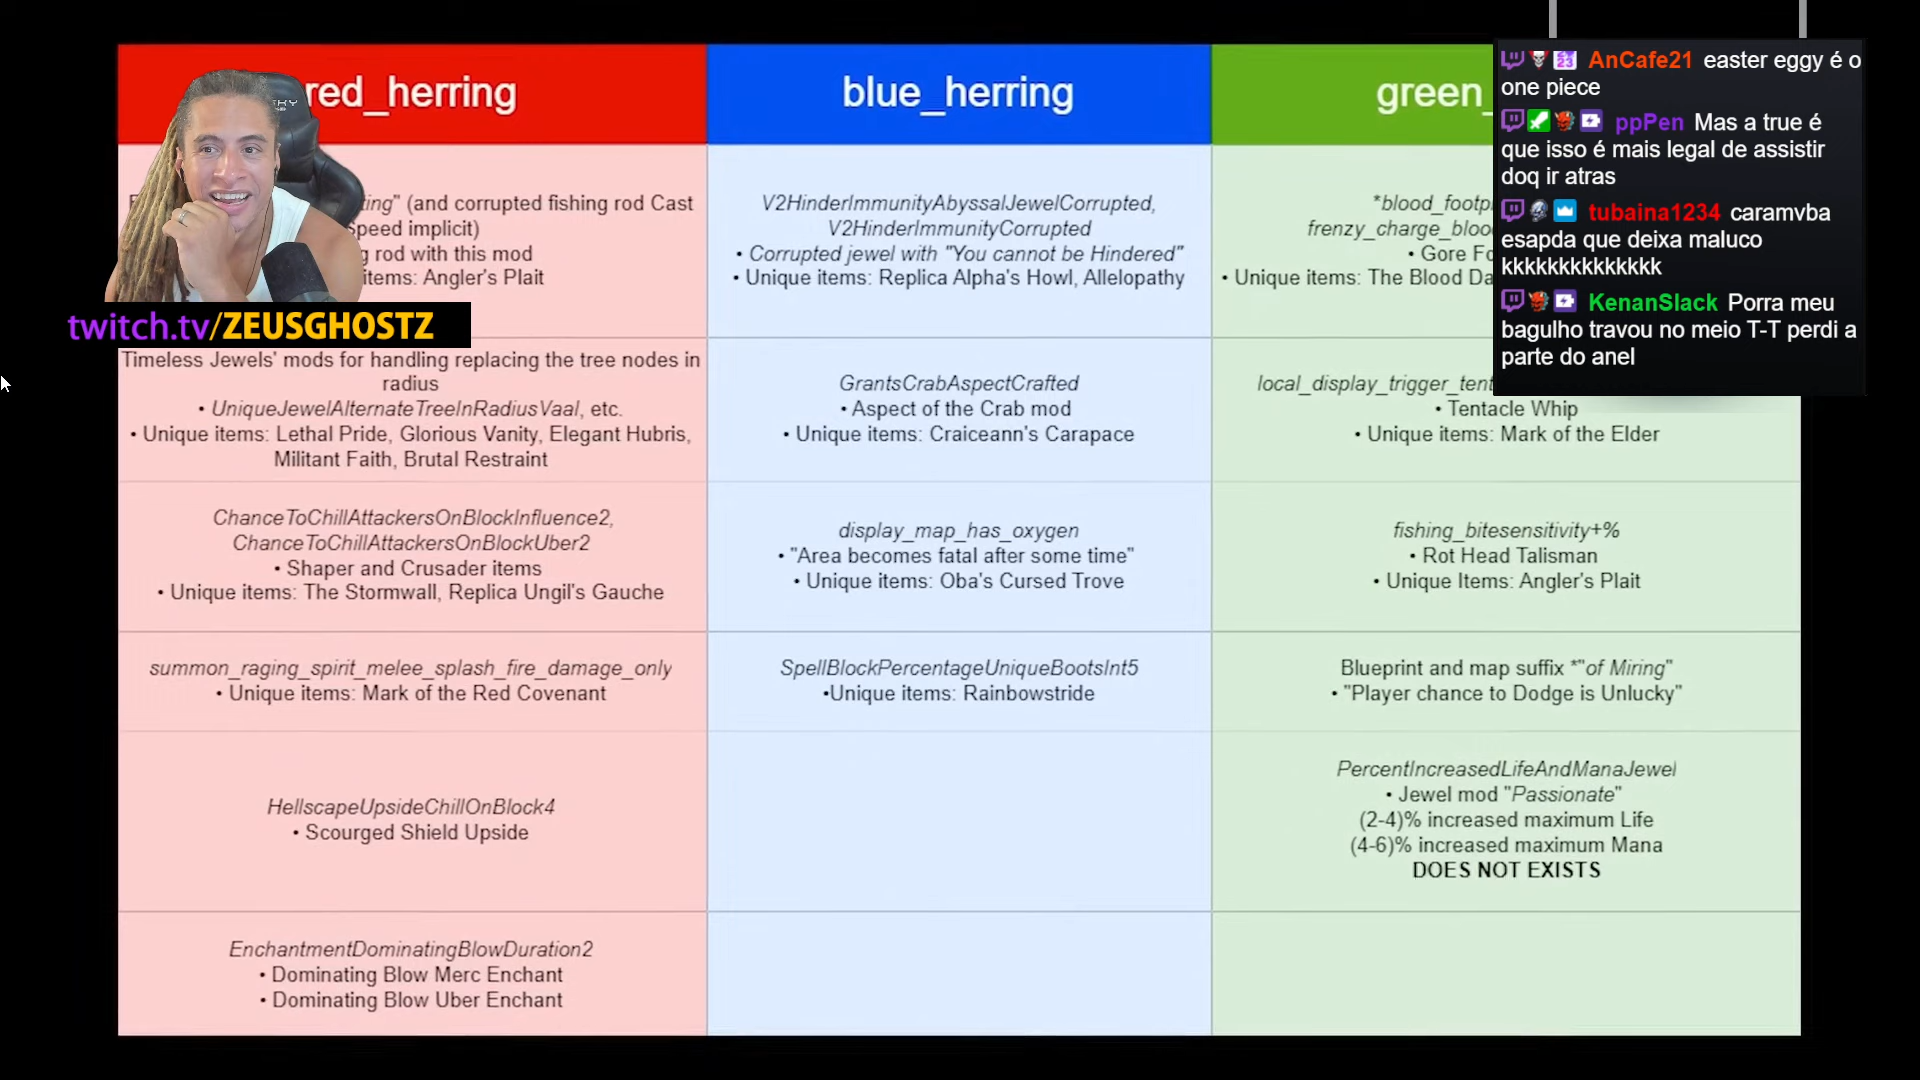 red_herring
blue_herring
green_
ting" (and corrupted fishing rod Cast
Speed implicit)
g rod with this mod
items: Angler's Plait
V2HinderImmunityAbyssalJewelCorrupted,
V2HinderImmunityCorrupted
• Corrupted jewel with "You cannot be Hindered"
• Unique items: Replica Alpha's Howl, Allelopathy
*blood_footp
frenzy_charge_bloo
• Gore Fo
• Unique items: The Blood Da
Timeless Jewels' mods for handling replacing the tree nodes in
radius
• UniqueJewelAlternateTreeInRadiusVaal, etc.
• Unique items: Lethal Pride, Glorious Vanity, Elegant Hubris,
Militant Faith, Brutal Restraint
GrantsCrabAspectCrafted
• Aspect of the Crab mod
• Unique items: Craiceann's Carapace
local_display_trigger_tent
• Tentacle Whip
• Unique items: Mark of the Elder
ChanceToChillAttackersOnBlockInfluence2,
ChanceToChillAttackersOnBlockUber2
• Shaper and Crusader items
• Unique items: The Stormwall, Replica Ungil's Gauche
display_map_has_oxygen
• "Area becomes fatal after some time"
• Unique items: Oba's Cursed Trove
fishing_bitesensitivity+%
• Rot Head Talisman
• Unique Items: Angler's Plait
summon_raging_spirit_melee_splash_fire_damage_only
• Unique items: Mark of the Red Covenant
SpellBlockPercentageUniqueBootsInt5
•Unique items: Rainbowstride
Blueprint and map suffix *"of Miring"
• "Player chance to Dodge is Unlucky"
HellscapeUpsideChillOnBlock4
• Scourged Shield Upside
PercentIncreasedLifeAndManaJewel
• Jewel mod "Passionate"
(2-4)% increased maximum Life
(4-6)% increased maximum Mana
DOES NOT EXISTS
EnchantmentDominatingBlowDuration2
• Dominating Blow Merc Enchant
• Dominating Blow Uber Enchant
twitch.tv/ZEUSGHOSTZ
AnCafe21 easter eggy é o
one piece
ppPen Mas a true é
que isso é mais legal de assistir
doq ir atras
tubaina1234 caramvba
esapda que deixa maluco
kkkkkkkkkkkkkk
KenanSlack Porra meu
bagulho travou no meio T-T perdi a
parte do anel